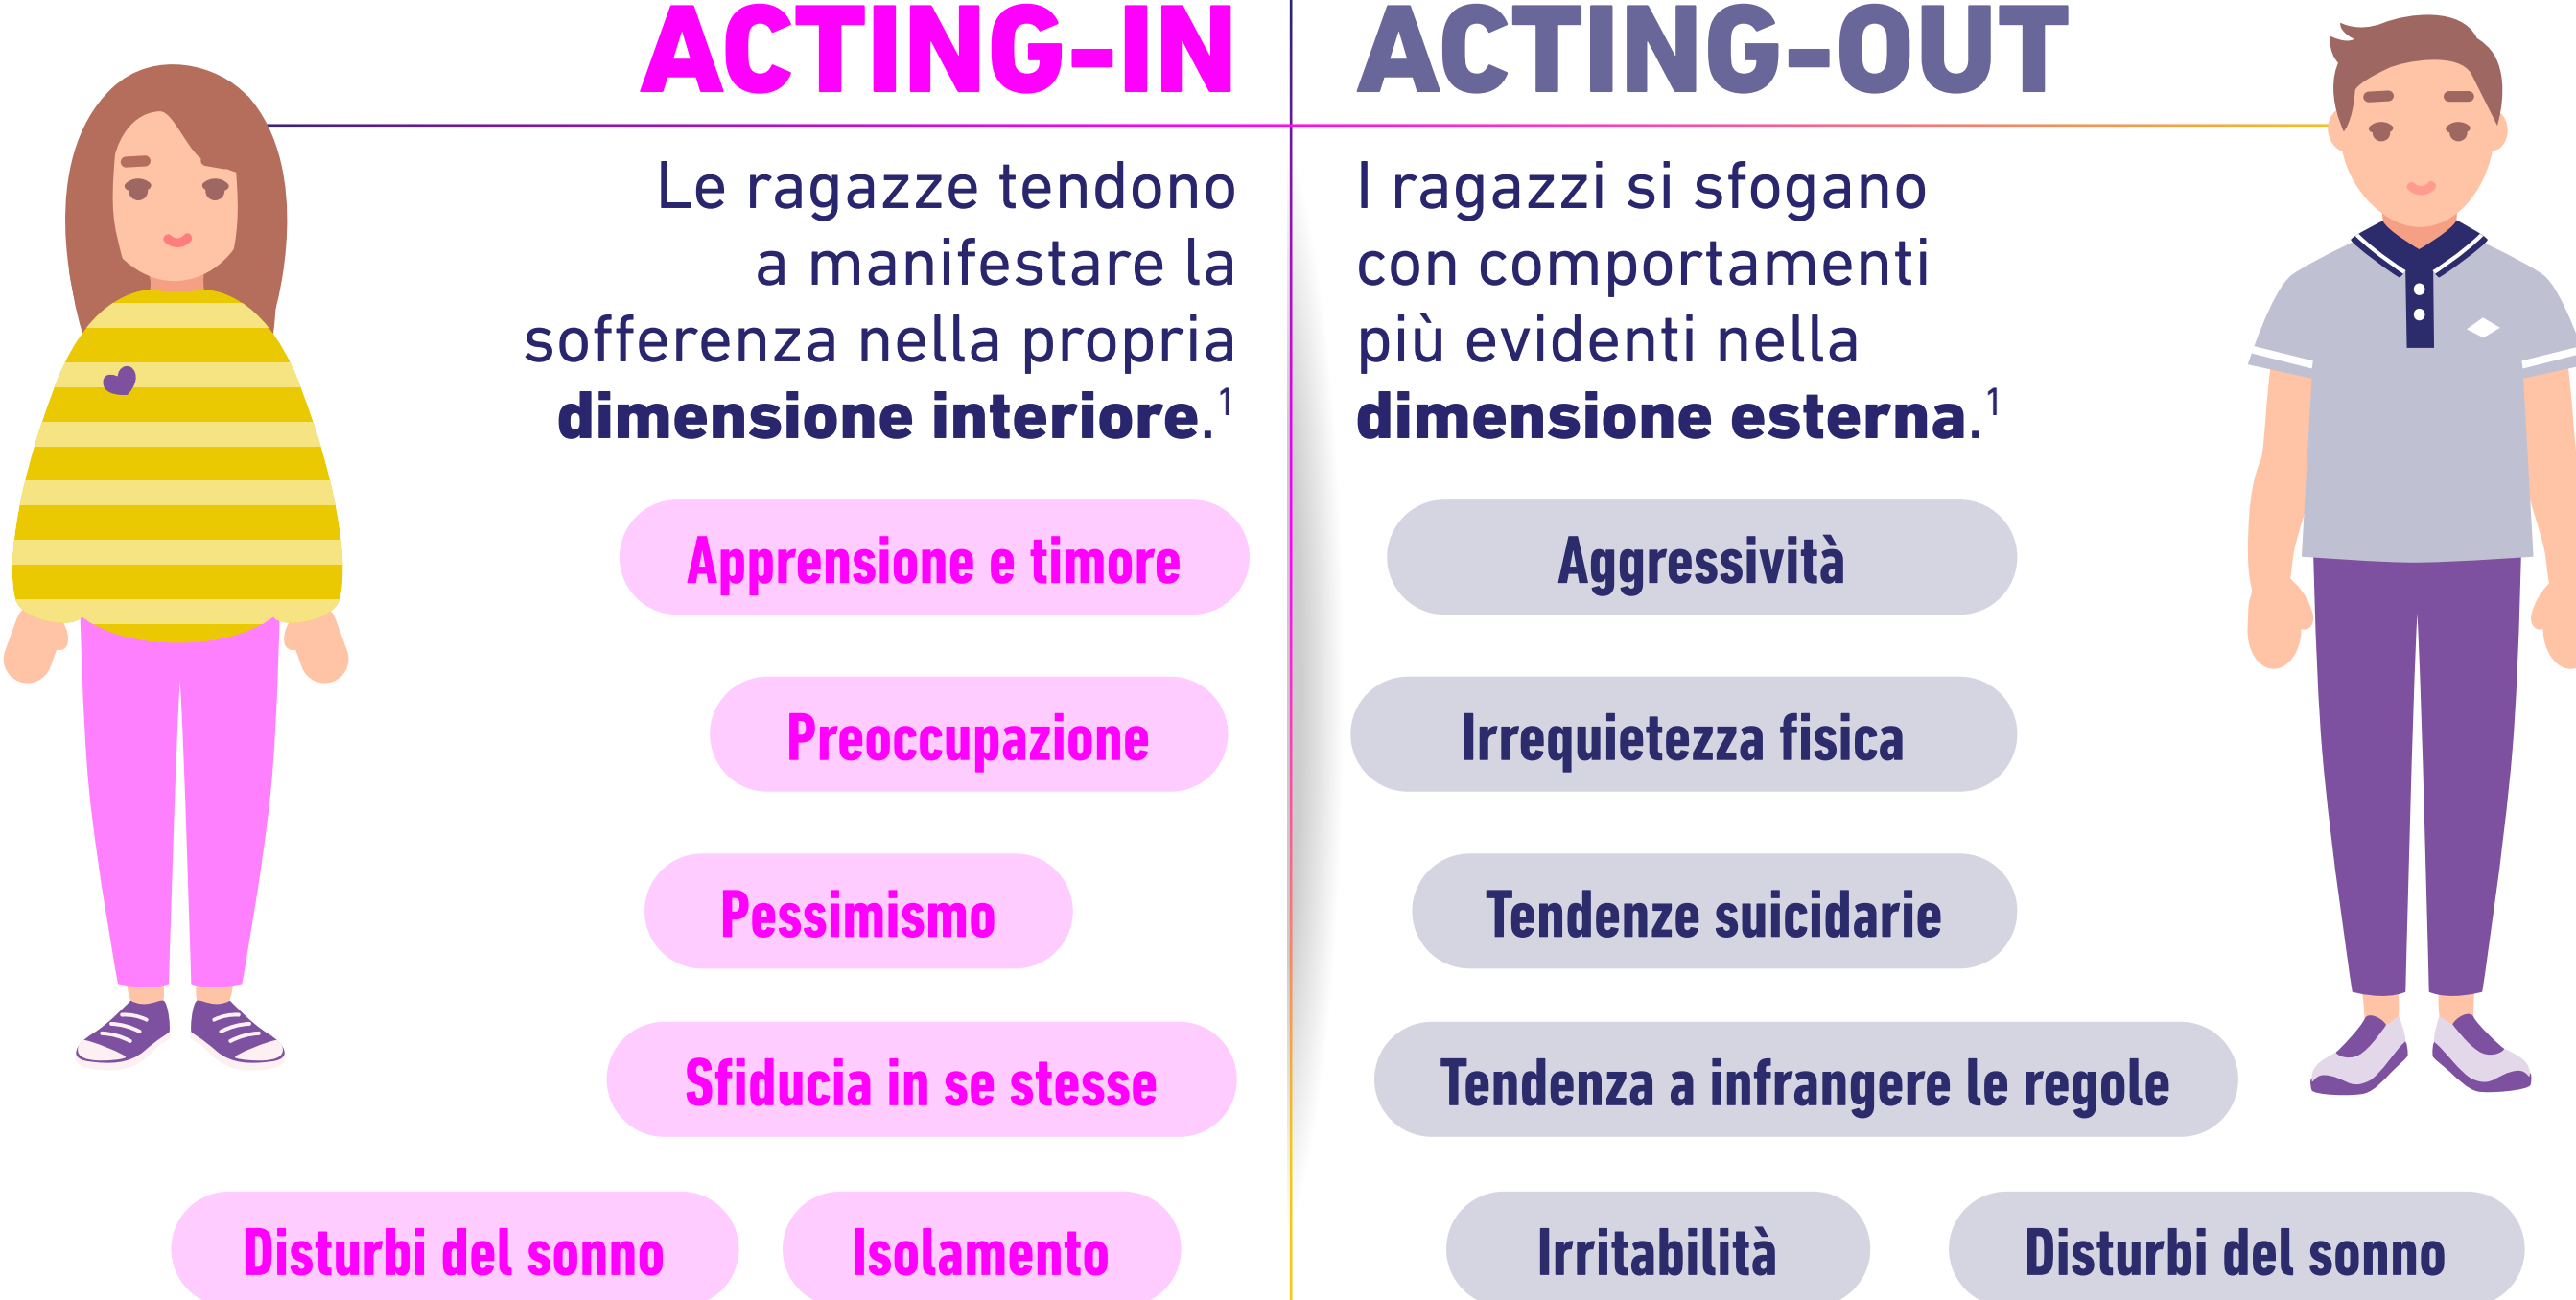 ACTING-IN
Le ragazze tendono
a manifestare la
sofferenza nella propria
dimensione interiore.1
Apprensione e timore
Preoccupazione
Pessimismo
Sfiducia in se stesse
Disturbi del sonno
Isolamento
ACTING-OUT
I ragazzi si sfogano
con comportamenti
più evidenti nella
dimensione esterna.1
Aggressività
Irrequietezza fisica
Tendenze suicidarie
Tendenza a infrangere le regole
Irritabilità
Disturbi del sonno